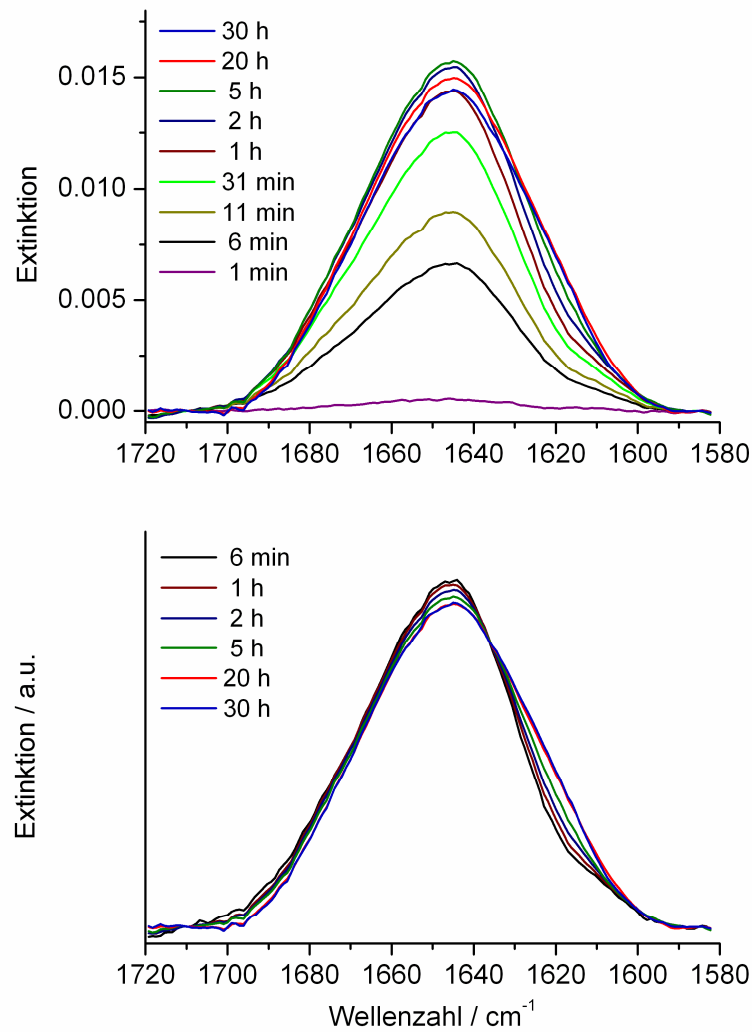 30 h
20 h
5 h
2 h
1 h
31 min
11 min
6 min
1 min
0.015
0.010
0.005
0.000
Extinktion
1720 1700 1680 1660 1640 1620 1600 1580
6 min
1 h
2 h
5 h
20 h
30 h
Extinktion / a.u.
1720 1700 1680 1660 1640 1620 1600 1580
Wellenzahl / cm⁻¹